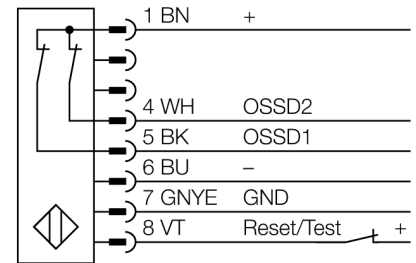 1 BN +
4 WH OSSD2
5 BK OSSD1
6 BU –
7 GNYE GND
8 VT Reset/Test +